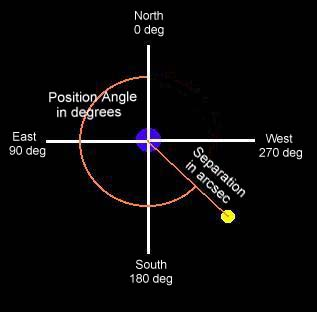 North
0 deg
Position Angle
in degrees
East
90 deg
West
270 deg
Separation
in arcsec
South
180 deg